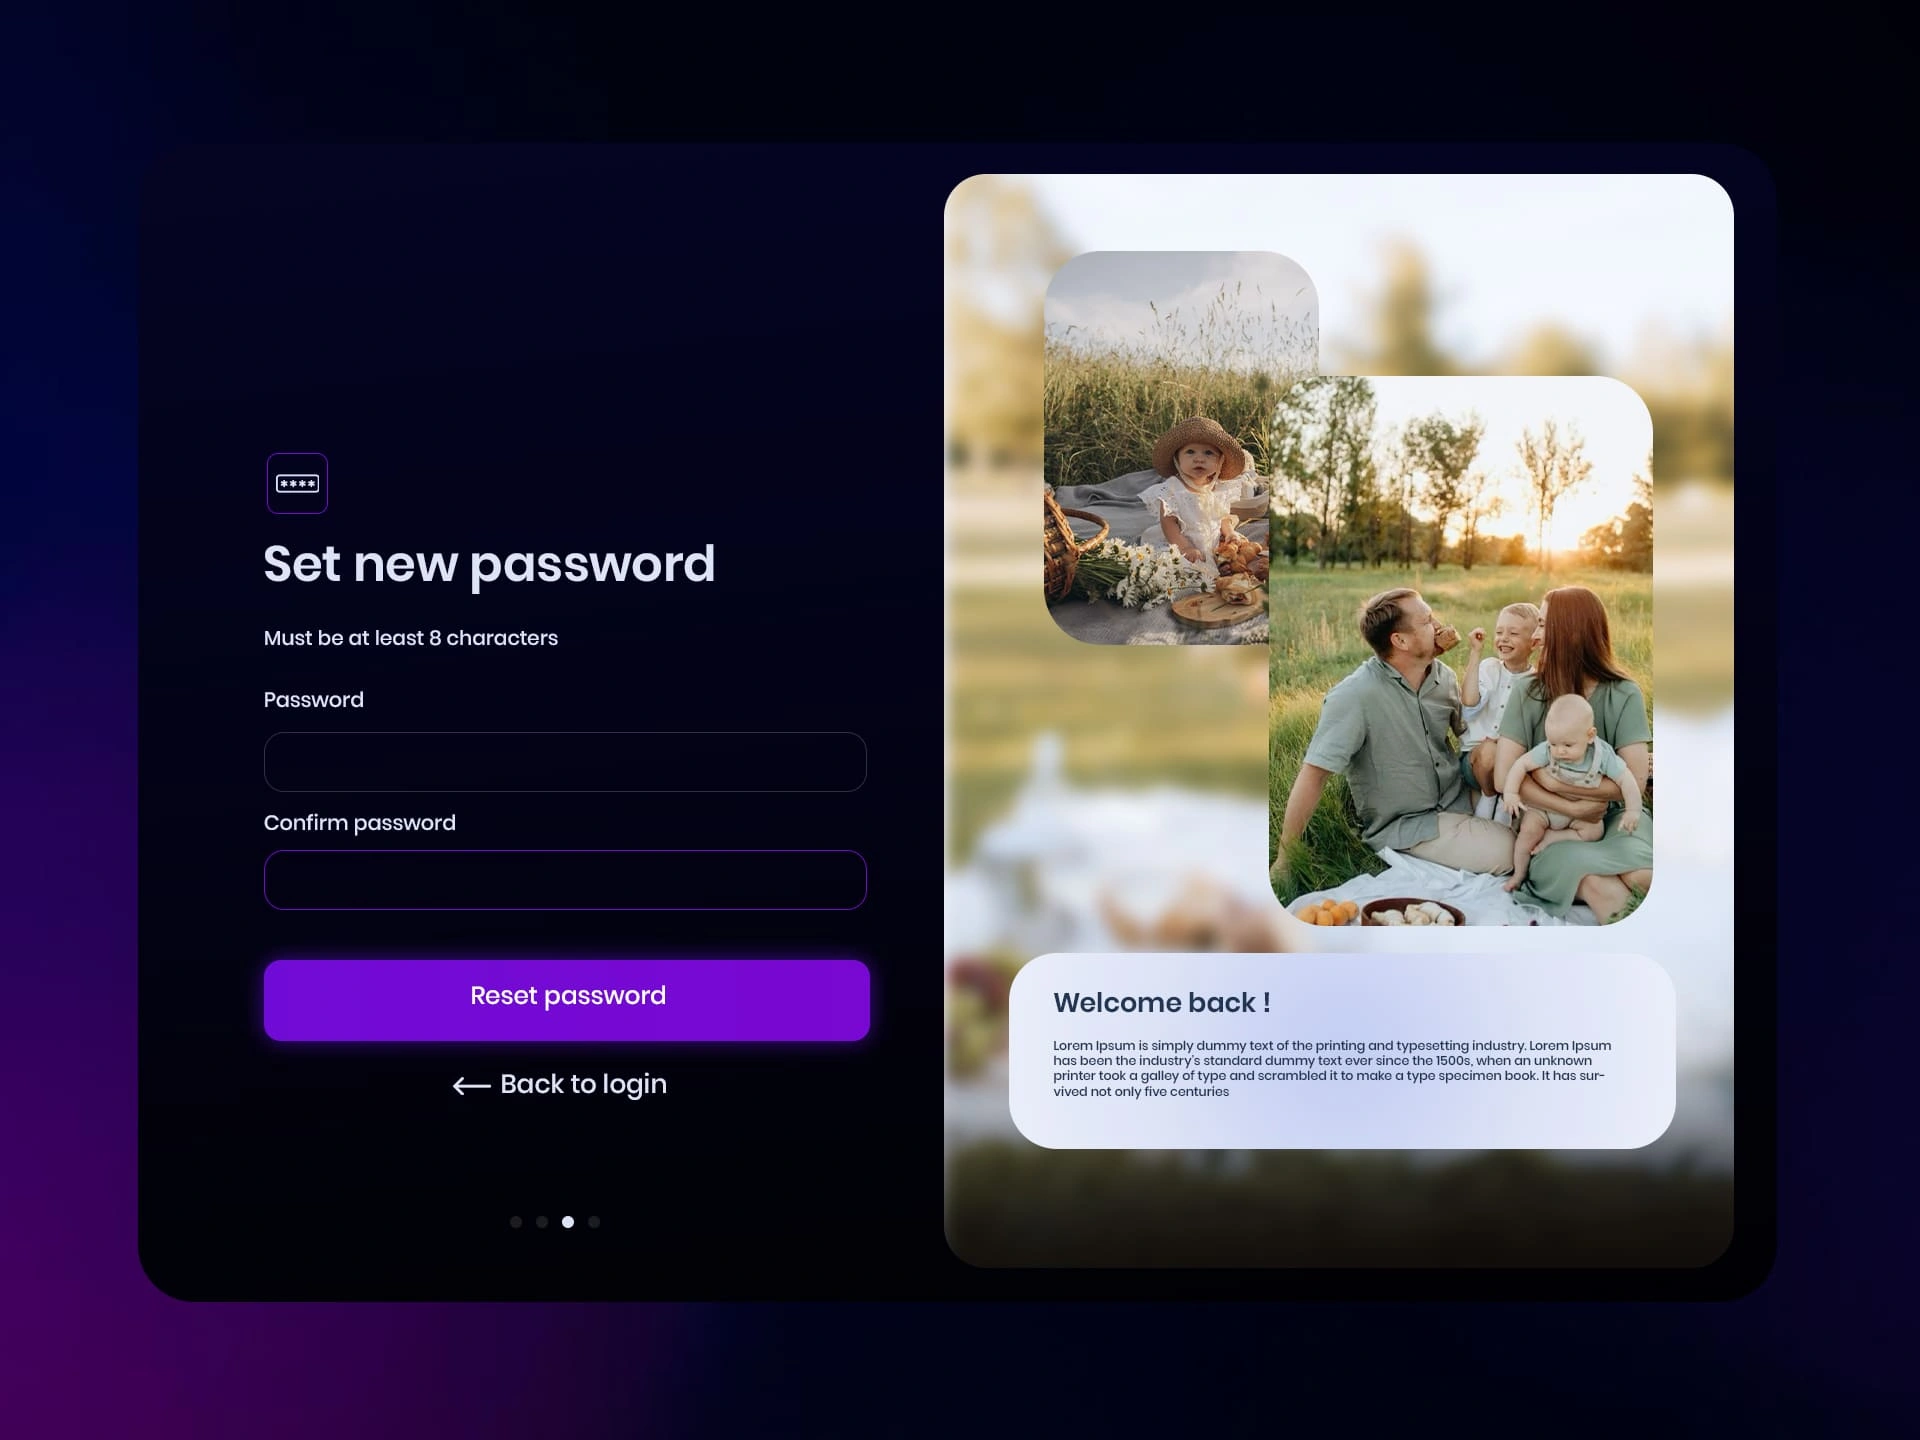 ****
Set new password
Must be at least 8 characters
Password
Confirm password
Reset password
Back to login
Welcome back !
Lorem Ipsum is simply dummy text of the printing and typesetting industry. Lorem Ipsum
has been the industry's standard dummy text ever since the 1500s, when an unknown
printer took a galley of type and scrambled it to make a type specimen book. It has sur-
vived not only five centuries